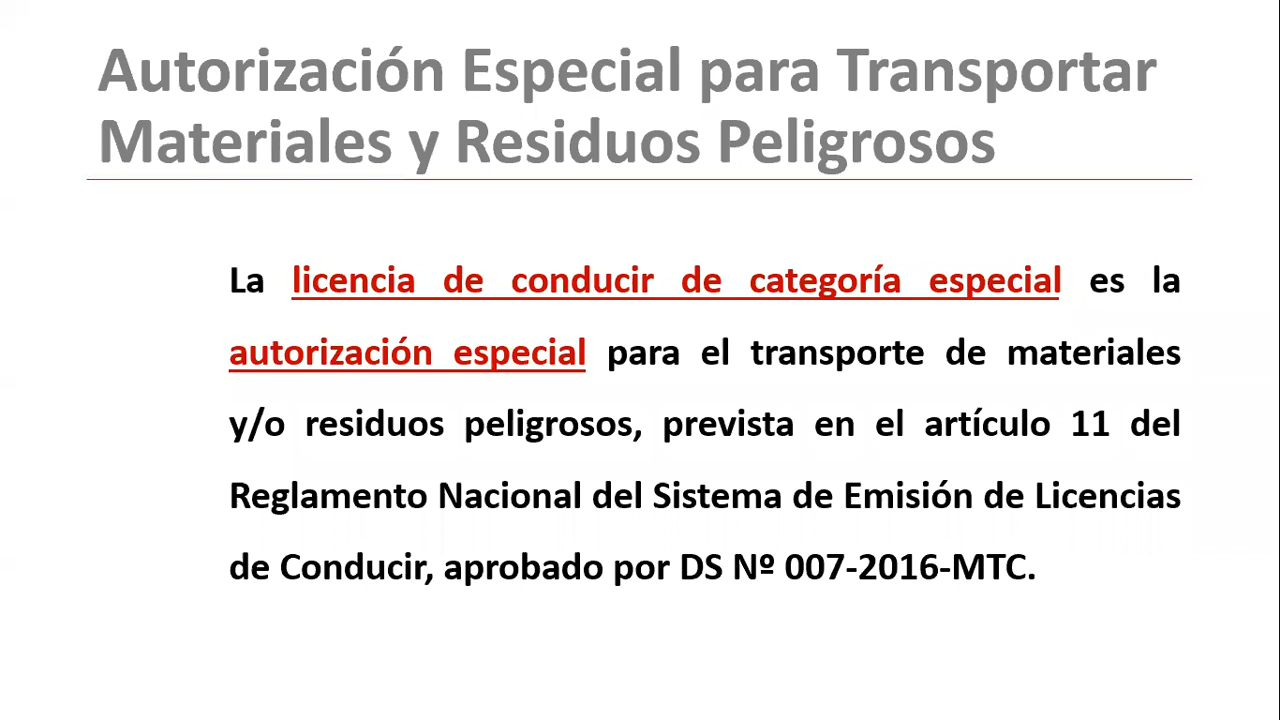 Autorización Especial para Transportar
Materiales y Residuos Peligrosos
La licencia de conducir de categoría especial es la
autorización especial para el transporte de materiales
y/o residuos peligrosos, prevista en el artículo 11 del
Reglamento Nacional del Sistema de Emisión de Licencias
de Conducir, aprobado por DS Nº 007-2016-MTC.